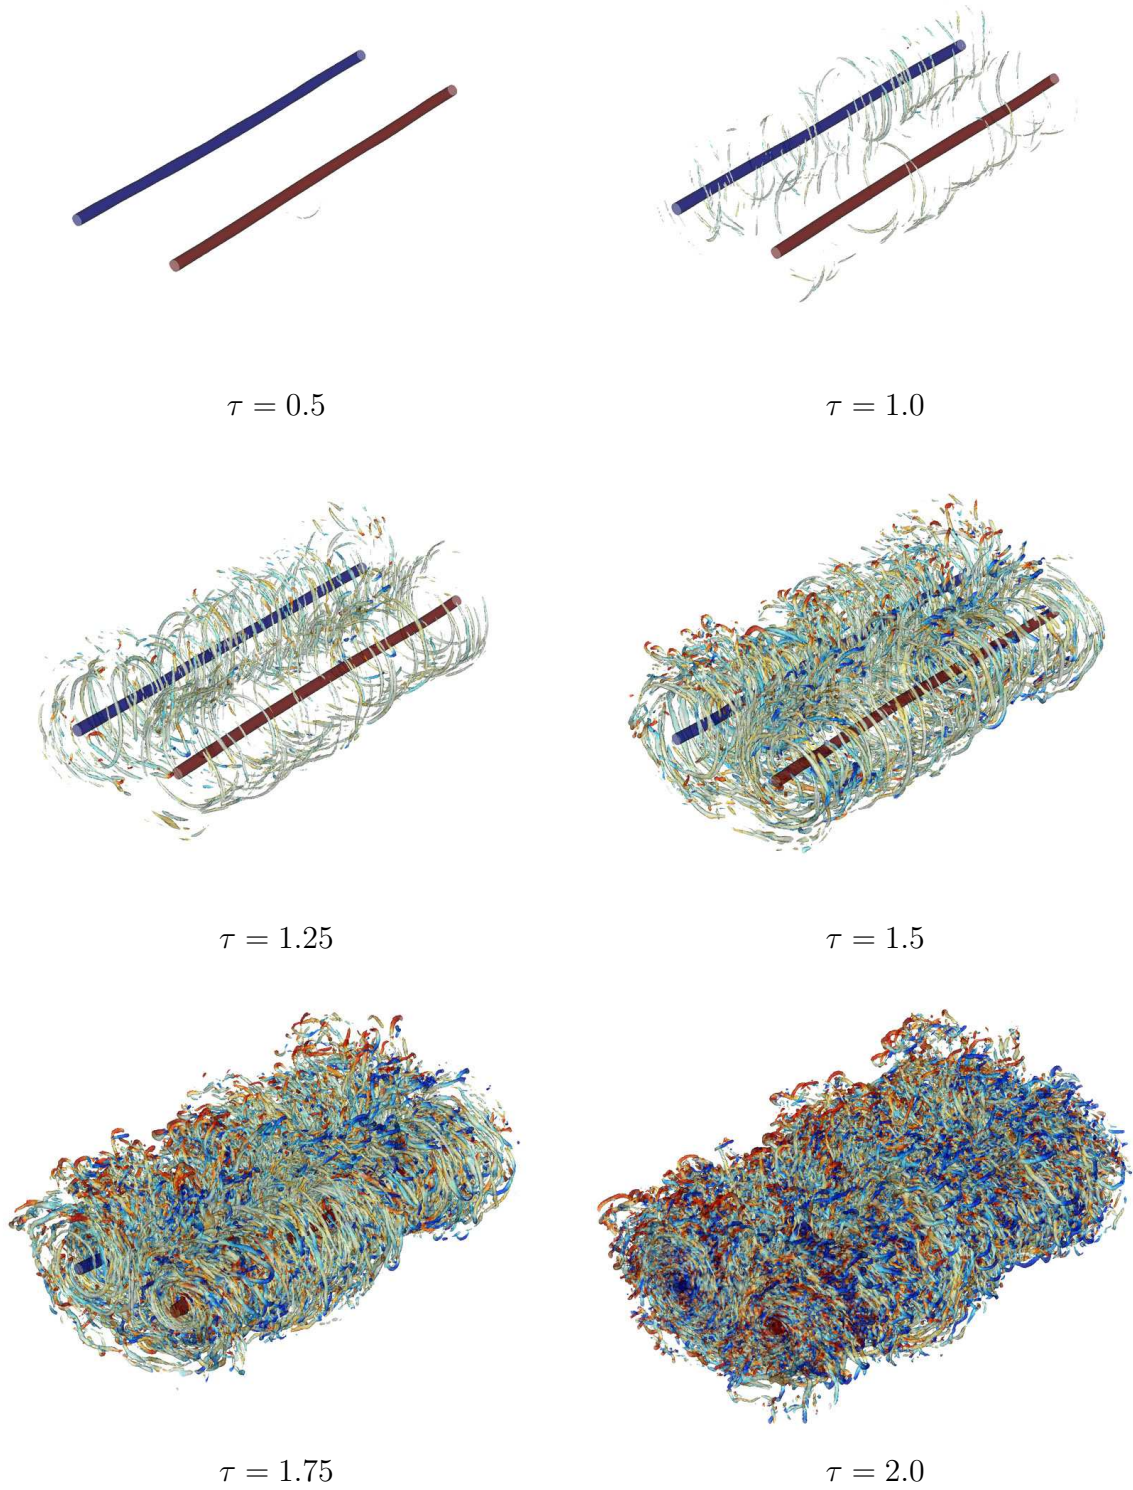 τ = 0.5
τ = 1.0
τ = 1.25
τ = 1.5
τ = 1.75
τ = 2.0